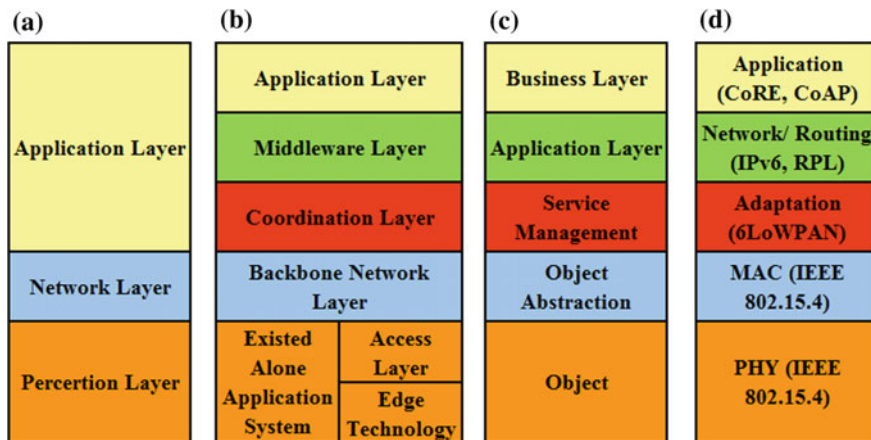 (a)
Application Layer
Network Layer
Percertion Layer
(b)
Application Layer
Middleware Layer
Coordination Layer
Backbone Network
Layer
Existed
Alone
Application
System
Access
Layer
Edge
Technology
(c)
Business Layer
Application Layer
Service
Management
Object
Abstraction
Object
(d)
Application
(CoRE, CoAP)
Network/ Routing
(IPv6, RPL)
Adaptation
(6LoWPAN)
MAC (IEEE
802.15.4)
PHY (IEEE
802.15.4)